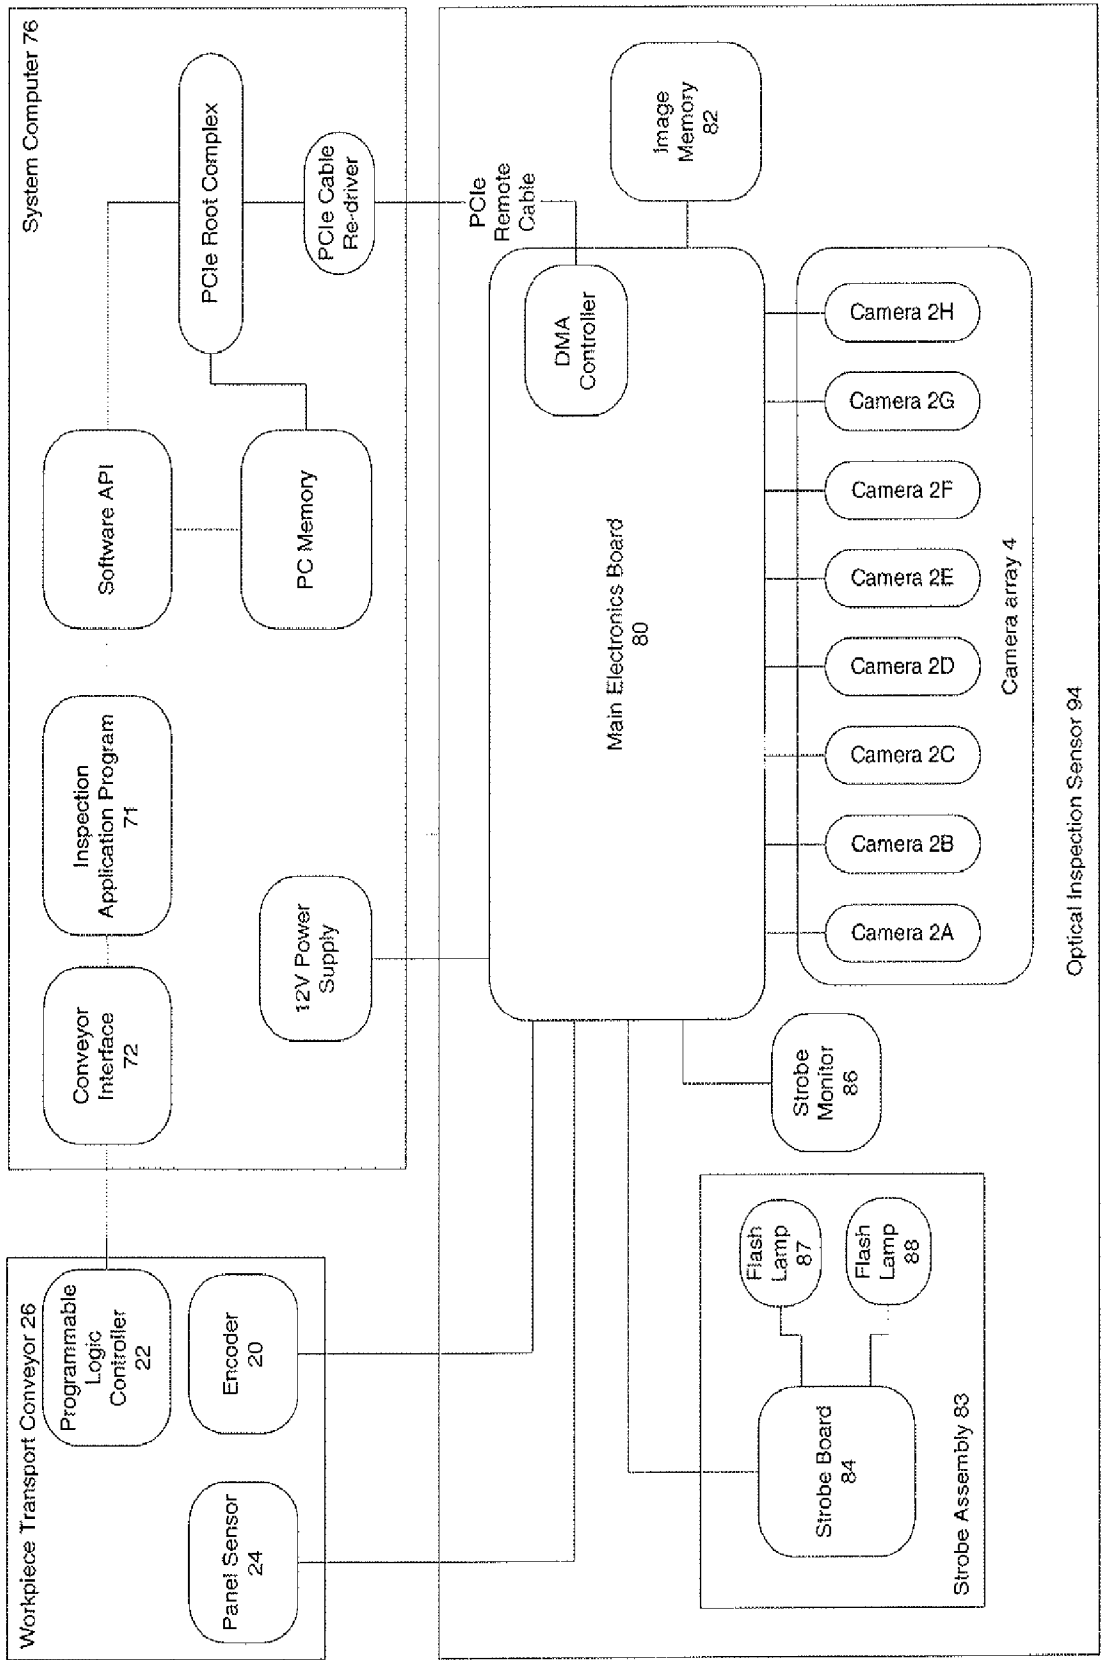 Workpiece Transport Conveyor 26
Programmable
Logic
Controller
22
Encoder
20
Panel Sensor
24
System Computer 76
Conveyor
Interface
72
Inspection
Application Program
71
Software API
PCIe Root Complex
12V Power
Supply
PC Memory
PCIe Cable
Re-driver
PCIe
Remote
Cable
DMA
Controller
Main Electronics Board
80
Image
Memory
82
Strobe
Monitor
86
Flash
Lamp
87
Flash
Lamp
88
Strobe Board
84
Strobe Assembly 83
Camera 2A
Camera 2B
Camera 2C
Camera 2D
Camera 2E
Camera 2F
Camera 2G
Camera 2H
Camera array 4
Optical Inspection Sensor 94